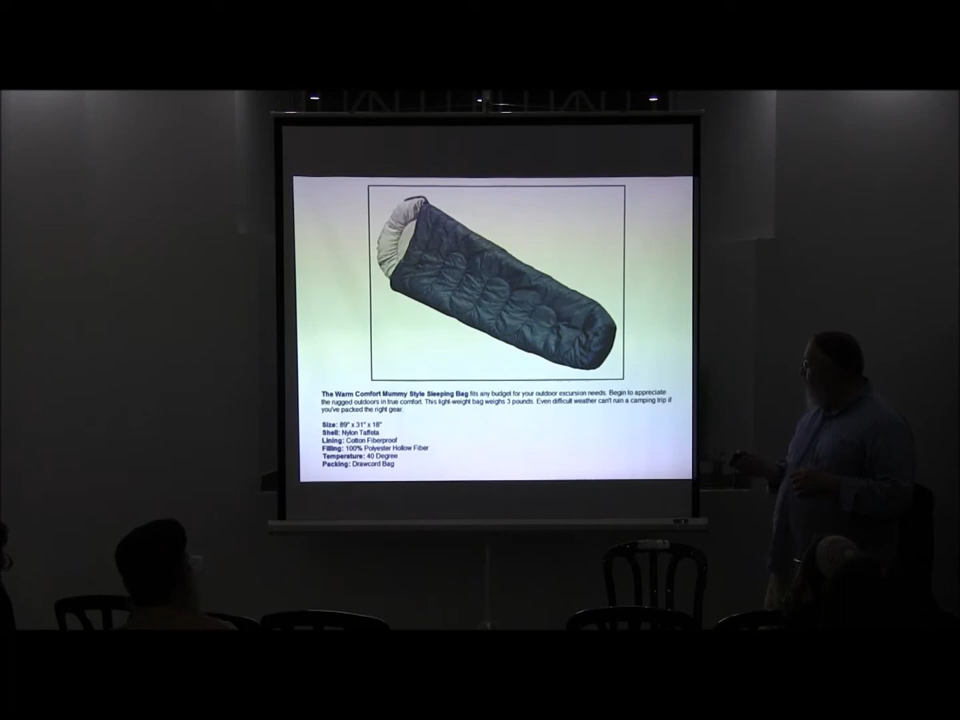 The Warm Comfort Mummy Style Sleeping Bag fits any budget for your outdoor excursion needs. Begin to appreciate
the rugged outdoors in true comfort. This light-weight bag weighs 3 pounds. Even difficult weather can't ruin a camping trip if
you've packed the right gear.
Size: 89" x 31" x 18"
Shell: Nylon Taffeta
Lining: Cotton Fiberproof
Filling: 100% Polyester Hollow Fiber
Temperature: 40 Degree
Packing: Drawcord Bag